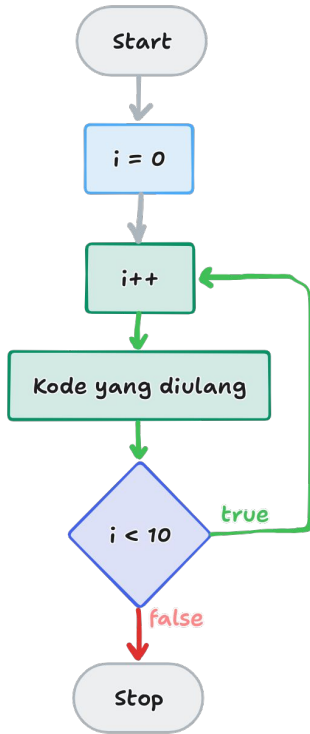 Start
i = 0
i++
Kode yang diulang
i < 10
true
false
Stop